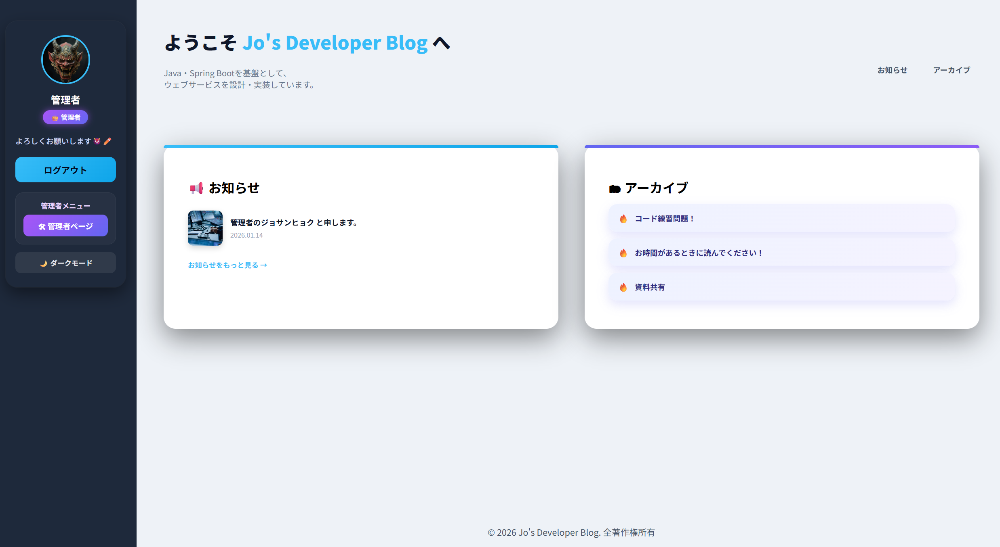 管理者
👑 管理者
よろしくお願いします👿 🖍️
ログアウト
管理者メニュー
🛠 管理者ページ
🌙 ダークモード
ようこそ Jo's Developer Blog へ
Java・Spring Bootを基盤として、
ウェブサービスを設計・実装しています。
お知らせ
アーカイブ
📢 お知らせ
管理者のジョサンヒョク と申します。
2026.01.14
お知らせをもっと見る →
アーカイブ
🔥 コード練習問題！
🔥 お時間があるときに読んでください！
🔥 資料共有
© 2026 Jo's Developer Blog. 全著作権所有